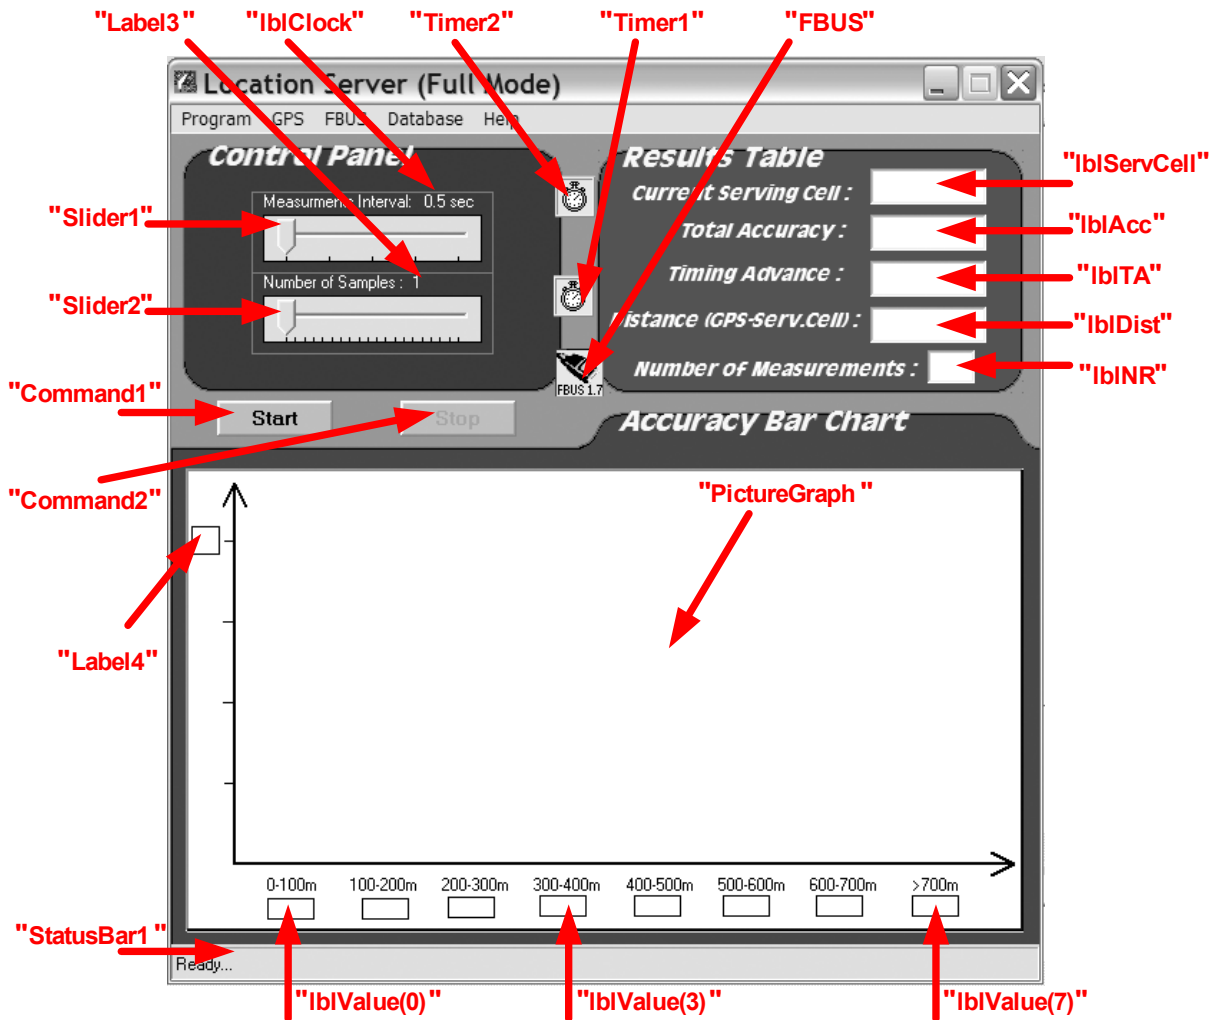 "Label3" "lblClock" "Timer2" "Timer1" "FBUS"
Location Server (Full Mode)
Program GPS FBUS Database Help
Control Panel
Results Table
"lblServCell"
Measurments Interval: 0.5 sec
Current Serving Cell :
"Slider1"
Total Accuracy :
"lblAcc"
Number of Samples : 1
Timing Advance :
"lblTA"
"Slider2"
Distance (GPS-Serv.Cell) :
"lblDist"
Number of Measurements :
"lblNR"
FBUS 1.7
"Command1"
Start
Stop
Accuracy Bar Chart
"Command2"
"PictureGraph "
"Label4"
0-100m 100-200m 200-300m 300-400m 400-500m 500-600m 600-700m >700m
"StatusBar1 "
Ready...
"lblValue(0) " "lblValue(3) " "lblValue(7) "